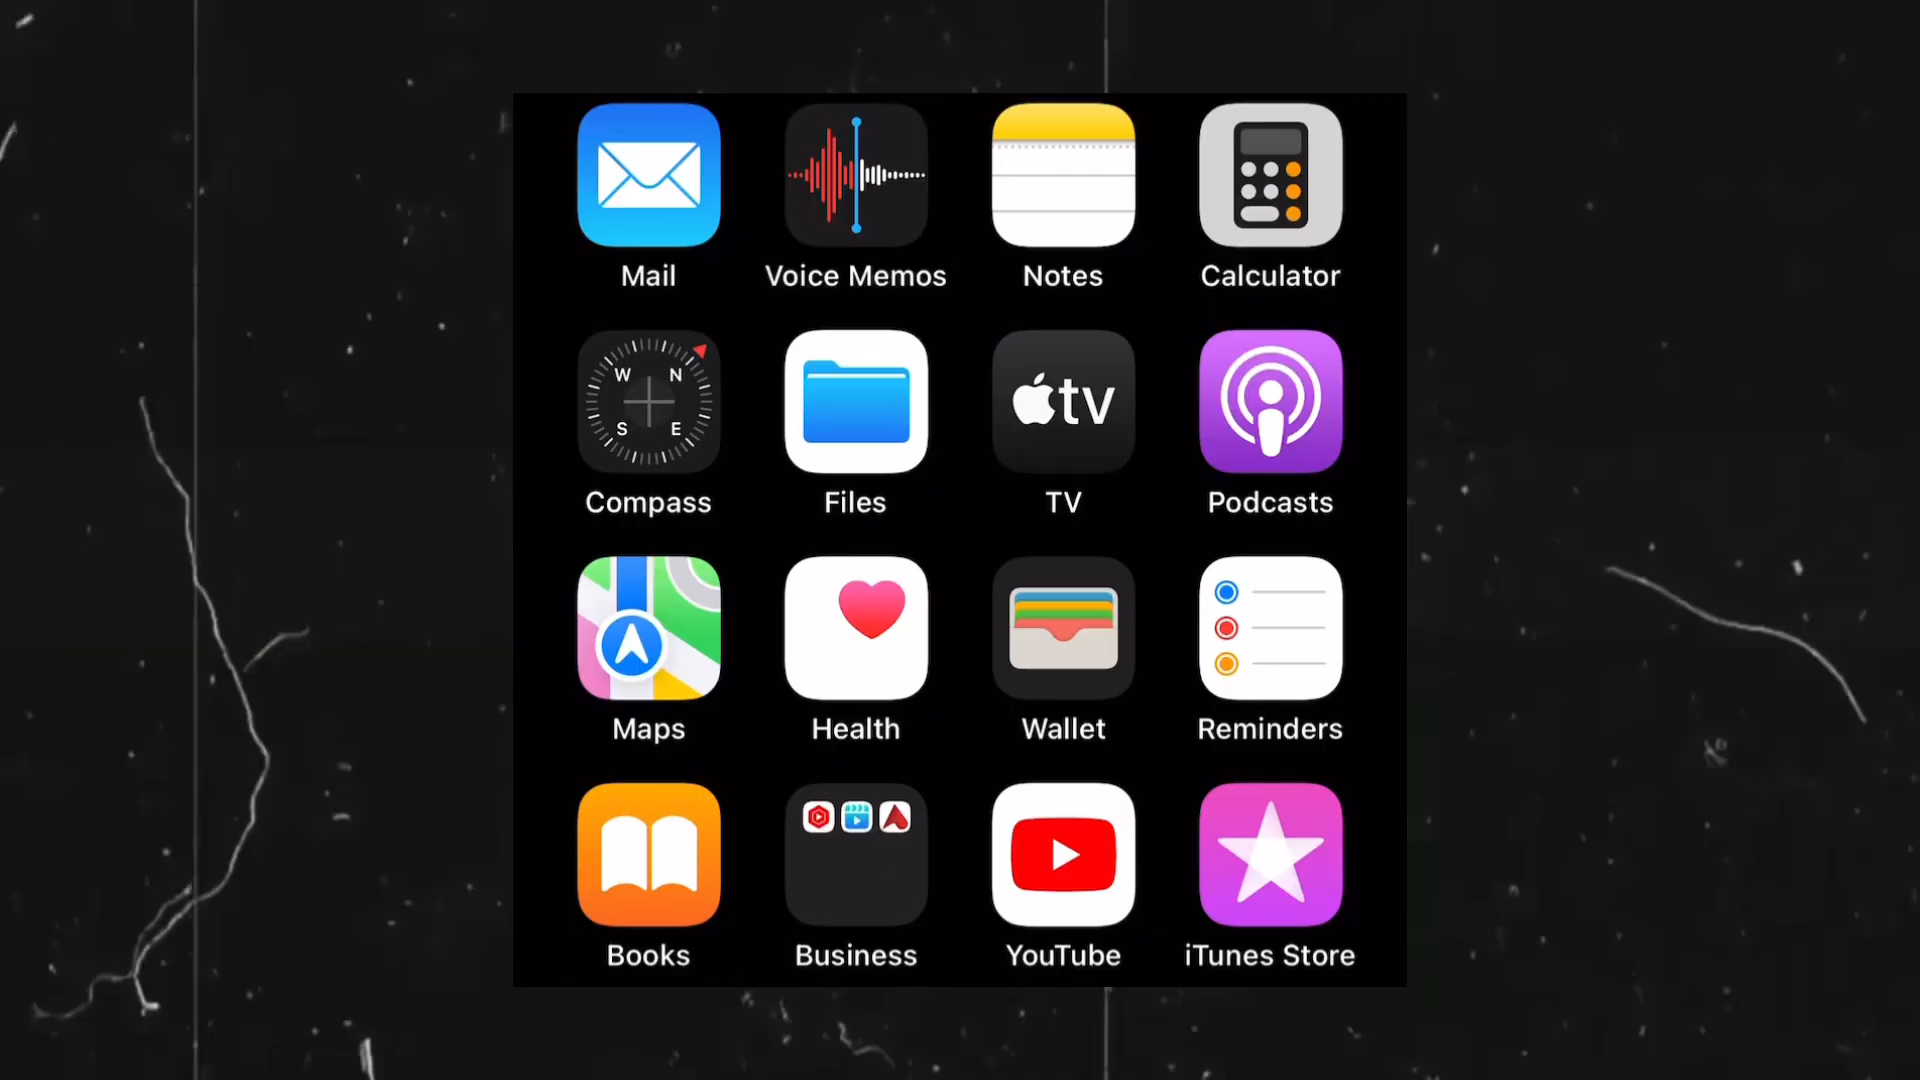 Mail Voice Memos Notes Calculator
W N
S E
tv
Compass Files TV Podcasts
Maps Health Wallet Reminders
Books Business YouTube iTunes Store